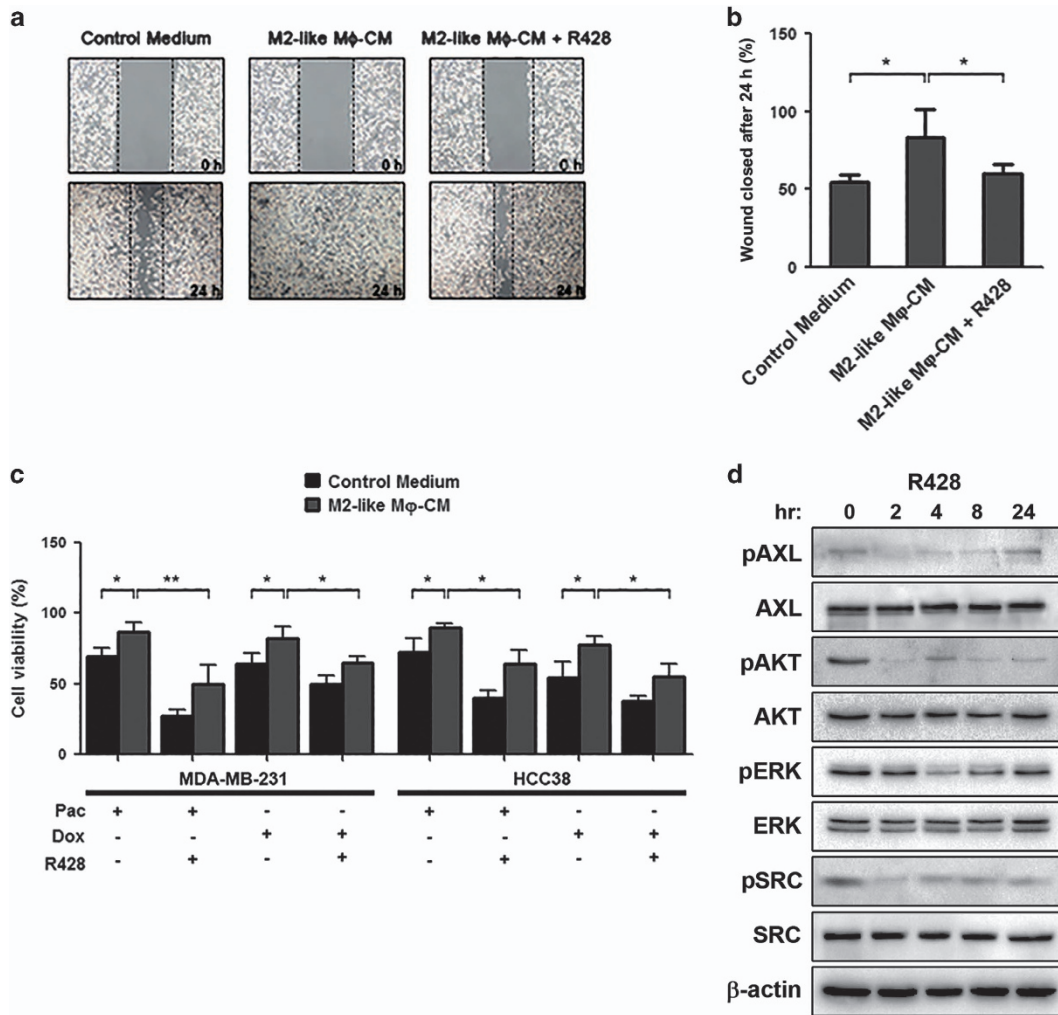 a
Control Medium
M2-like Mϕ-CM
M2-like Mϕ-CM + R428
0 h
0 h
0 h
24 h
24 h
24 h
b
Wound closed after 24 h (%)
150
100
50
0
*
*
Control Medium
M2-like Mφ-CM
M2-like Mφ-CM + R428
c
Control Medium
M2-like Mφ-CM
Cell viability (%)
150
100
50
0
* ** * * * * * *
MDA-MB-231 HCC38
Pac + + - - + + - -
Dox - - + + - - + +
R428 - + - + - + - +
d
R428
hr: 0 2 4 8 24
pAXL
AXL
pAKT
AKT
pERK
ERK
pSRC
SRC
β-actin